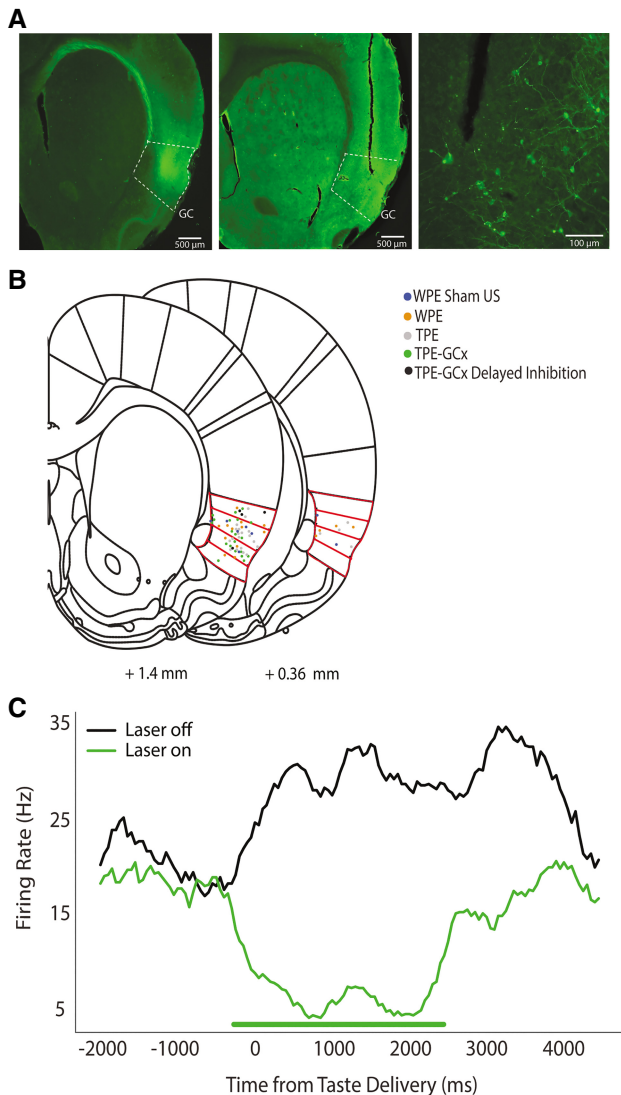 A
GC
500 µm
GC
500 µm
100 µm
B
WPE Sham US
WPE
TPE
TPE-GCx
TPE-GCx Delayed Inhibition
+ 1.4 mm
+ 0.36 mm
C
Laser off
Laser on
Firing Rate (Hz)
35
25
15
5
-2000 -1000 0 1000 2000 3000 4000
Time from Taste Delivery (ms)